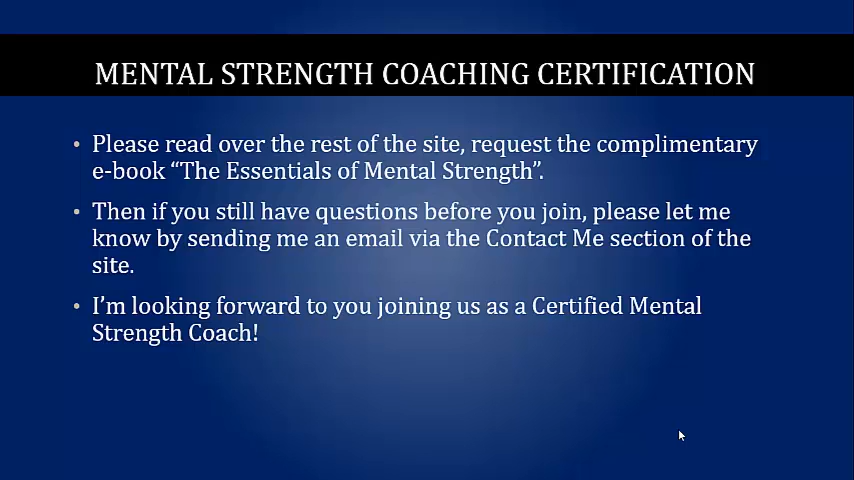 MENTAL STRENGTH COACHING CERTIFICATION
• Please read over the rest of the site, request the complimentary
e-book “The Essentials of Mental Strength”.
• Then if you still have questions before you join, please let me
know by sending me an email via the Contact Me section of the
site.
• I’m looking forward to you joining us as a Certified Mental
Strength Coach!